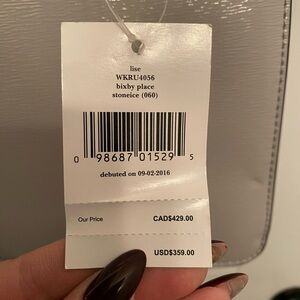 lise
WKRU4056
bixby place
stoneice (060)
0 98687 01529 5
debuted on 09-02-2016
Our Price CAD$429.00
USD$359.00